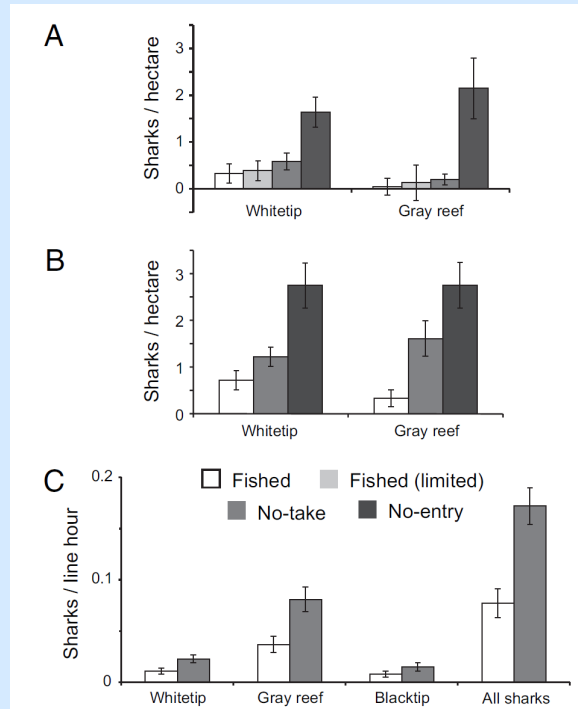 A
Sharks / hectare
3
2
1
0
Whitetip Gray reef
B
Sharks / hectare
3
2
1
0
Whitetip Gray reef
C
Fished Fished (limited)
No-take No-entry
Sharks / line hour
0.2
0.1
0
Whitetip Gray reef Blacktip All sharks